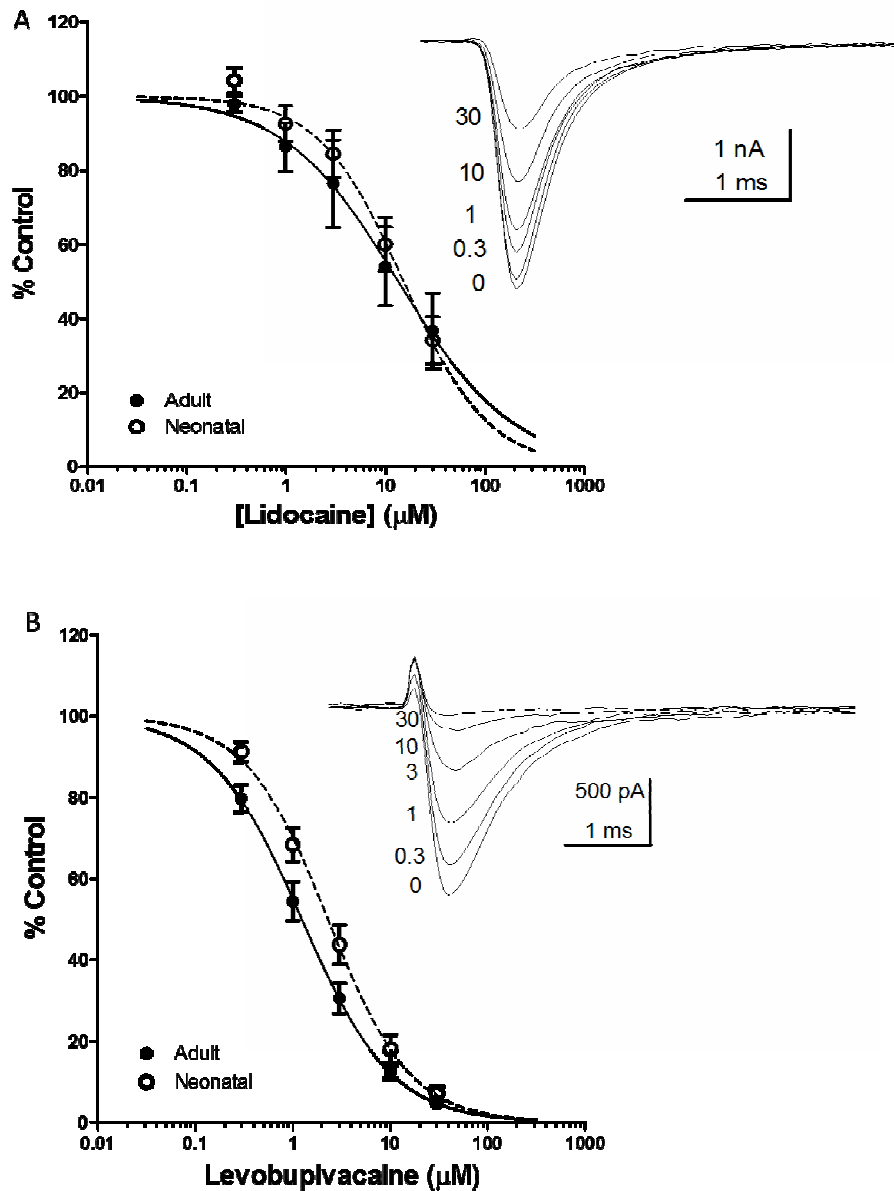 A
120
100
80
60
40
20
0
% Control
30
10
1
0.3
0
1 nA
1 ms
Adult
Neonatal
0.01
0.1
1
10
100
1000
[Lidocaine] (μM)
B
120
100
80
60
40
20
0
% Control
30
10
3
1
0.3
0
500 pA
1 ms
Adult
Neonatal
0.01
0.1
1
10
100
1000
Levobupivacaine (μM)